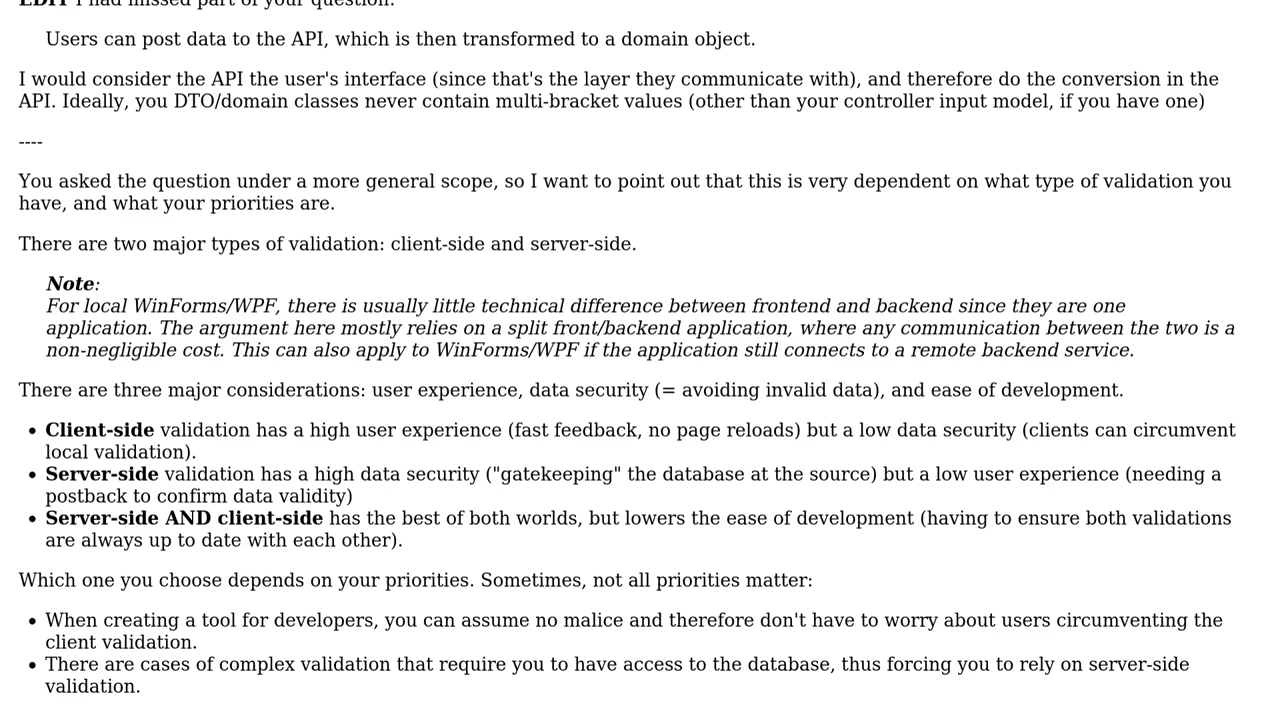 EDIT I had missed part of your question.
Users can post data to the API, which is then transformed to a domain object.
I would consider the API the user's interface (since that's the layer they communicate with), and therefore do the conversion in the
API. Ideally, you DTO/domain classes never contain multi-bracket values (other than your controller input model, if you have one)
----
You asked the question under a more general scope, so I want to point out that this is very dependent on what type of validation you
have, and what your priorities are.
There are two major types of validation: client-side and server-side.
Note:
For local WinForms/WPF, there is usually little technical difference between frontend and backend since they are one
application. The argument here mostly relies on a split front/backend application, where any communication between the two is a
non-negligible cost. This can also apply to WinForms/WPF if the application still connects to a remote backend service.
There are three major considerations: user experience, data security (= avoiding invalid data), and ease of development.
• Client-side validation has a high user experience (fast feedback, no page reloads) but a low data security (clients can circumvent
local validation).
• Server-side validation has a high data security ("gatekeeping" the database at the source) but a low user experience (needing a
postback to confirm data validity)
• Server-side AND client-side has the best of both worlds, but lowers the ease of development (having to ensure both validations
are always up to date with each other).
Which one you choose depends on your priorities. Sometimes, not all priorities matter:
• When creating a tool for developers, you can assume no malice and therefore don't have to worry about users circumventing the
client validation.
• There are cases of complex validation that require you to have access to the database, thus forcing you to rely on server-side
validation.